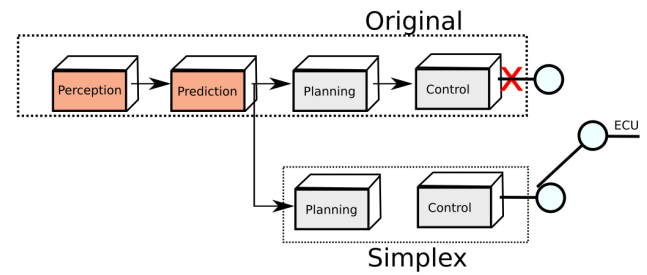 Original
Perception
Prediction
Planning
Control
X
ECU
Planning
Control
Simplex